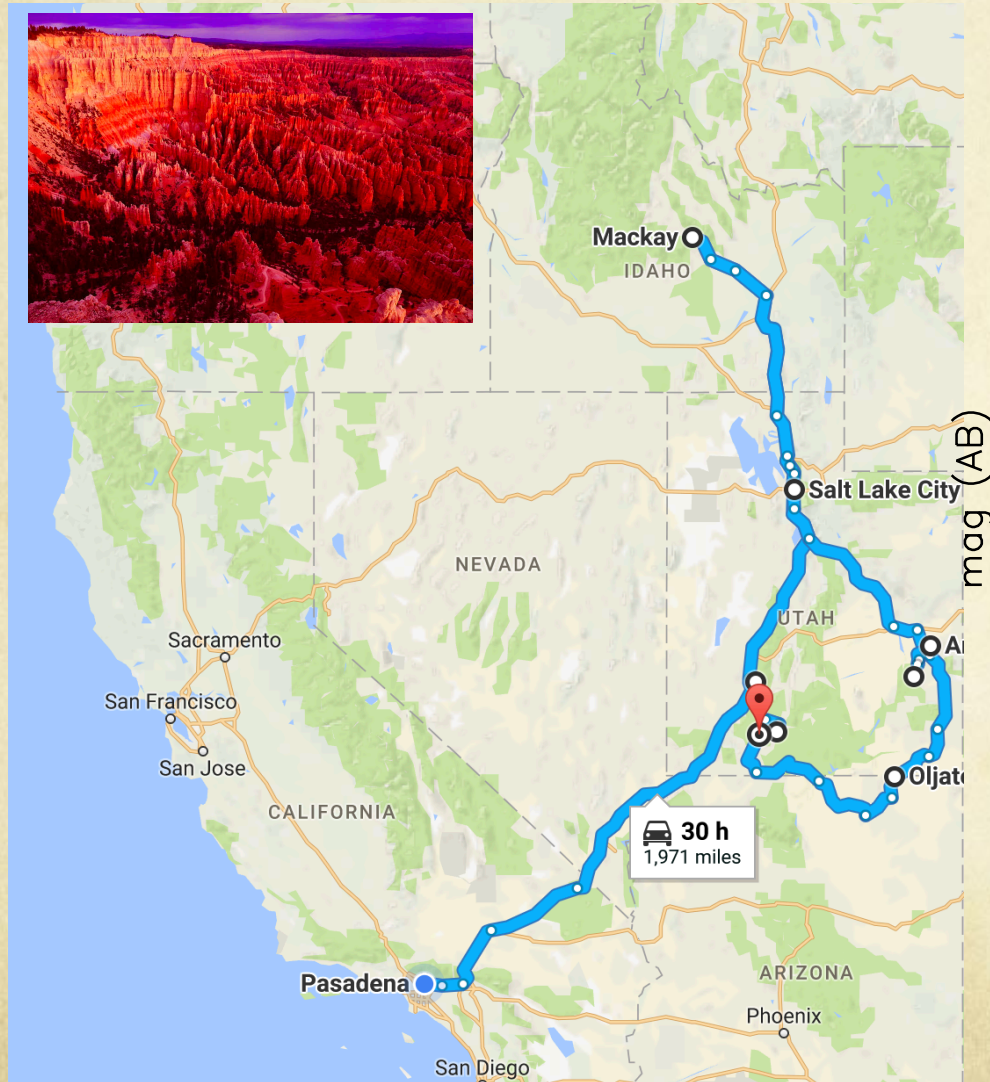 Mackay
IDAHO
mag (AB)
Salt Lake City
NEVADA
UTAH
Sacramento
San Francisco
San Jose
CALIFORNIA
30 h
1,971 miles
Pasadena
ARIZONA
Phoenix
San Diego